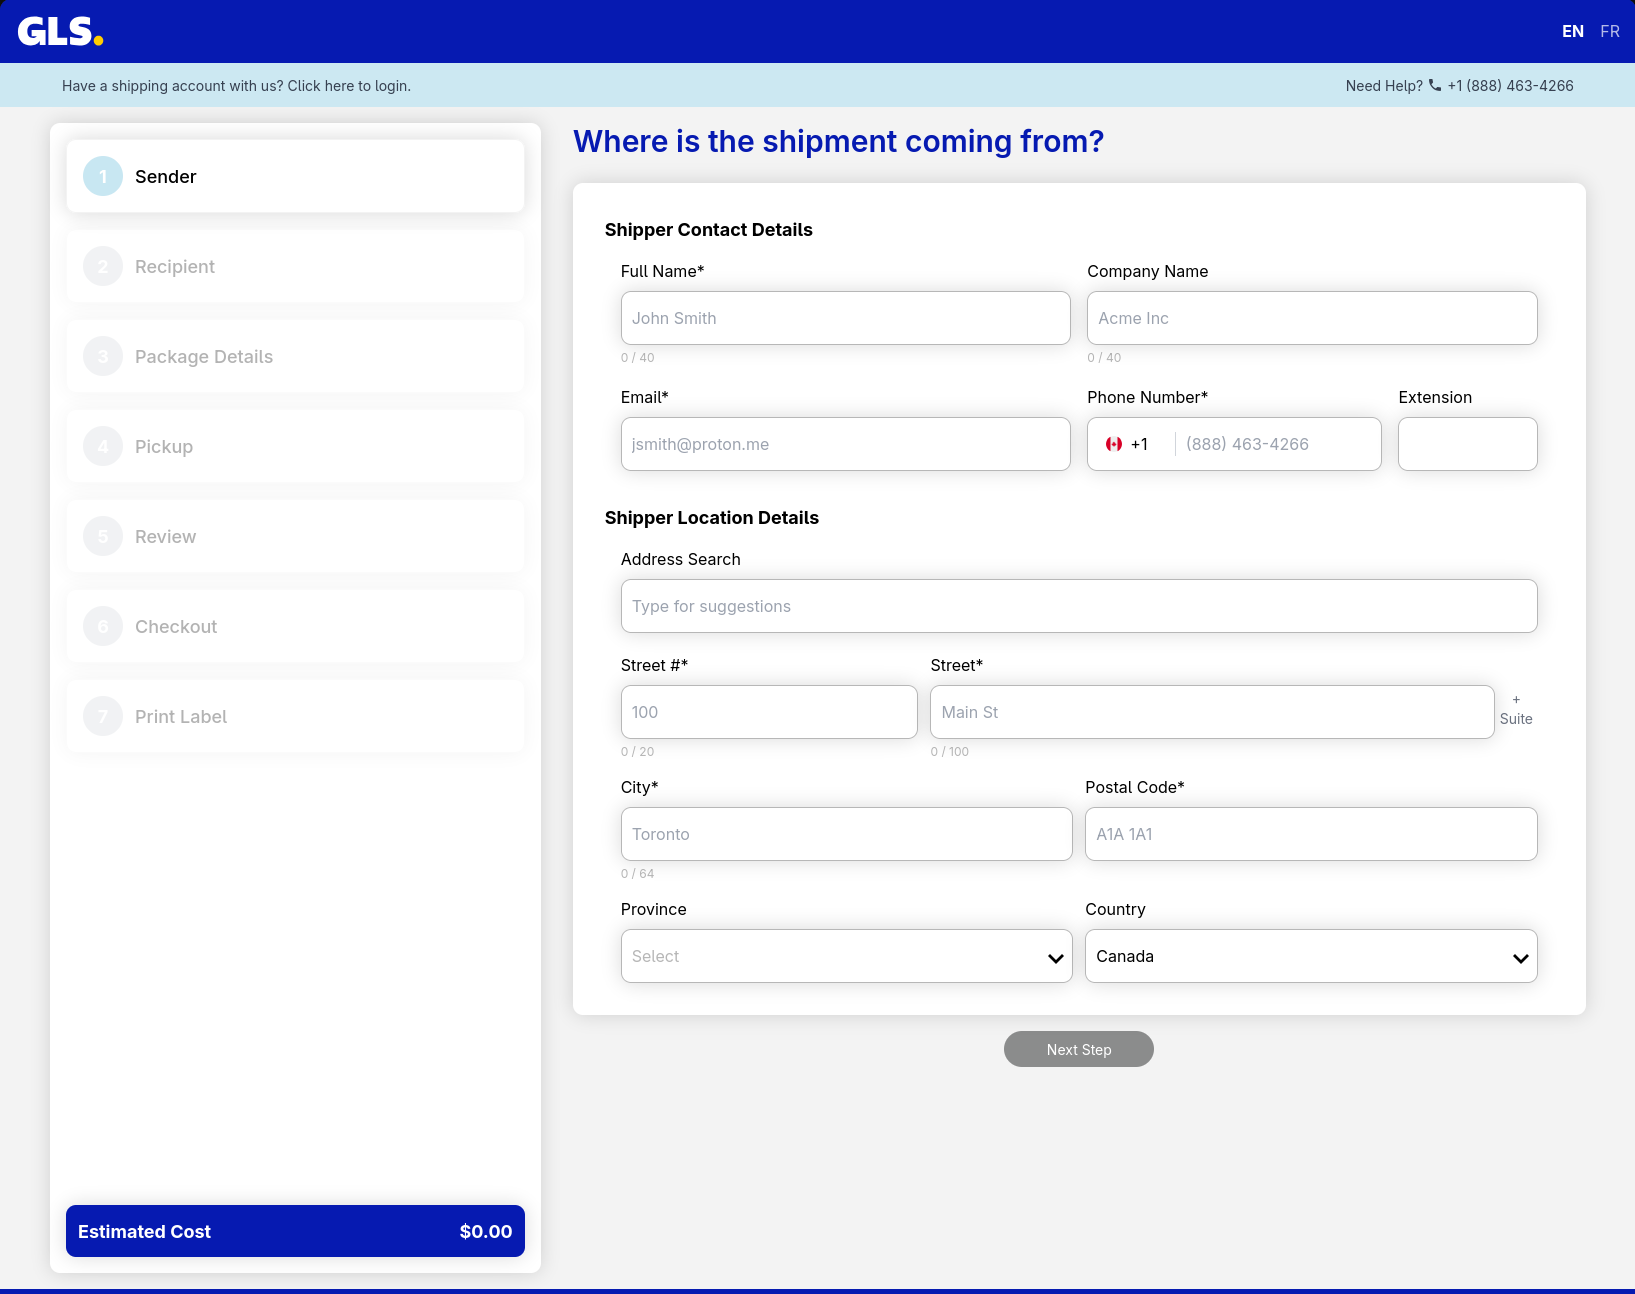 GLS.
EN FR
Have a shipping account with us? Click here to login.
Need Help? +1 (888) 463-4266
1 Sender
2 Recipient
3 Package Details
4 Pickup
5 Review
6 Checkout
7 Print Label
Estimated Cost $0.00
Where is the shipment coming from?
Shipper Contact Details
Full Name* Company Name
John Smith Acme Inc
0 / 40 0 / 40
Email* Phone Number* Extension
jsmith@proton.me +1 (888) 463-4266
Shipper Location Details
Address Search
Type for suggestions
Street #* Street*
100 Main St + Suite
0 / 20 0 / 100
City* Postal Code*
Toronto A1A 1A1
0 / 64
Province Country
Select Canada
Next Step